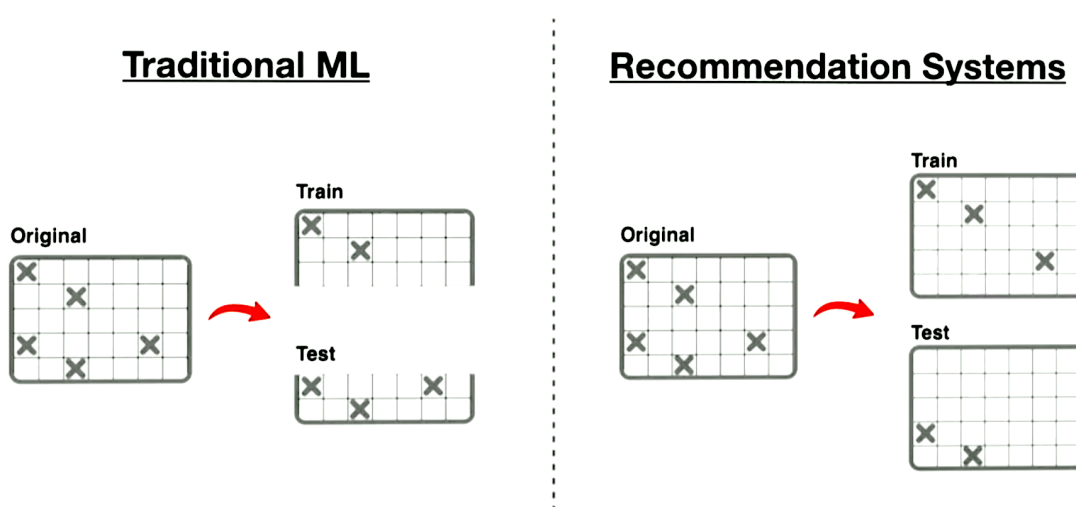 Traditional ML
Original
Train
Test
Recommendation Systems
Original
Train
Test